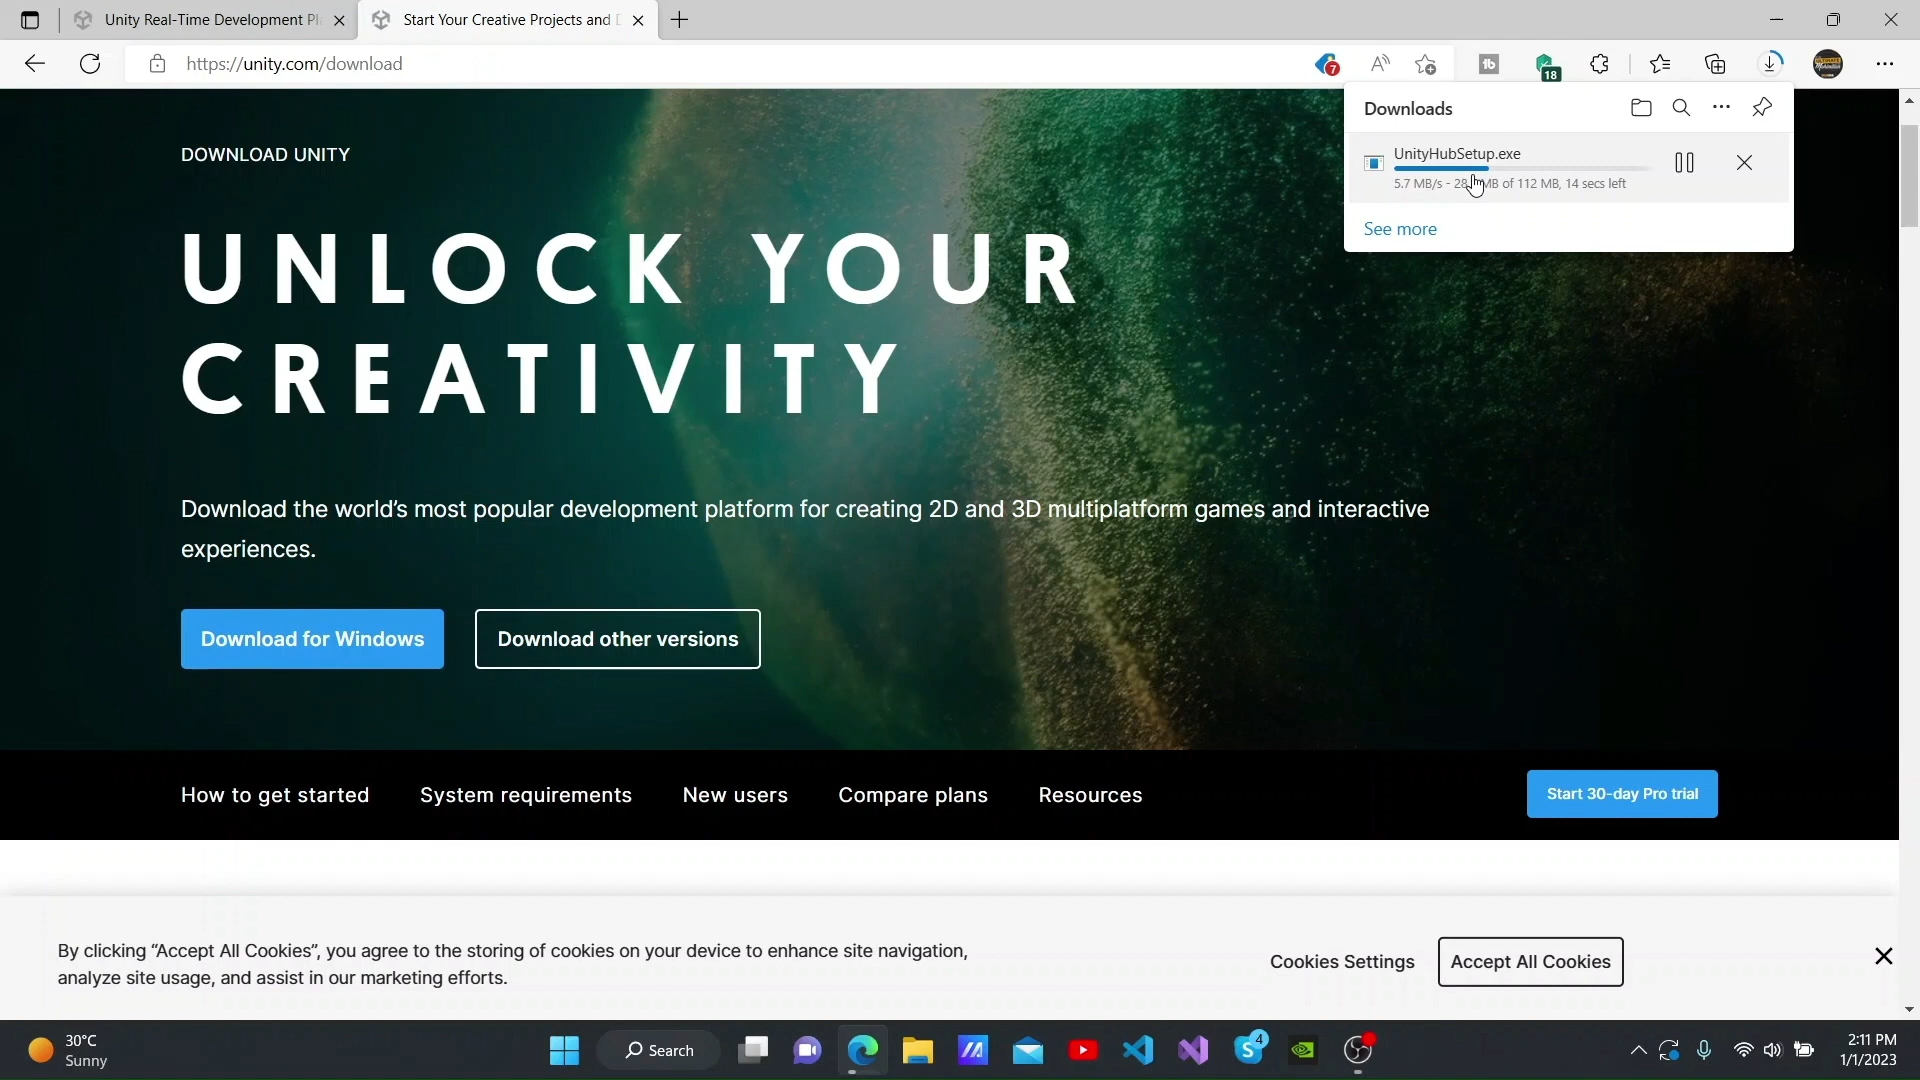 Unity Real-Time Development Pl
Start Your Creative Projects and D
https://unity.com/download
7
18
Downloads
UnityHubSetup.exe
5.7 MB/s - 28. MB of 112 MB, 14 secs left
See more
DOWNLOAD UNITY
UNLOCK YOUR
CREATIVITY
Download the world’s most popular development platform for creating 2D and 3D multiplatform games and interactive
experiences.
Download for Windows
Download other versions
How to get started
System requirements
New users
Compare plans
Resources
Start 30-day Pro trial
By clicking “Accept All Cookies”, you agree to the storing of cookies on your device to enhance site navigation,
analyze site usage, and assist in our marketing efforts.
Cookies Settings
Accept All Cookies
30°C
Sunny
Search
4
2:11 PM
1/1/2023